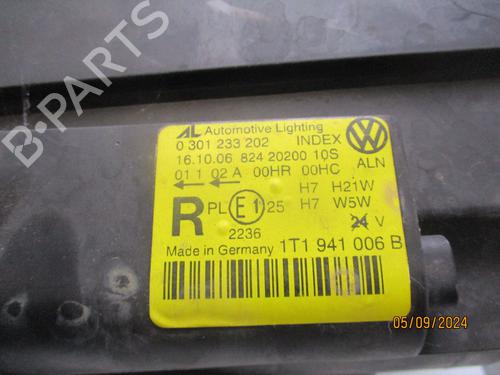 B-PARTS
AL Automotive Lighting
0 301 233 202 INDEX
16.10.06 824 20200 10S
01 1 02 A 00HR 00HC ALN
H7 H21W
R PL E1 25 H7 W5W
2236 24 V
Made in Germany 1T1 941 006 B
05/09/2024